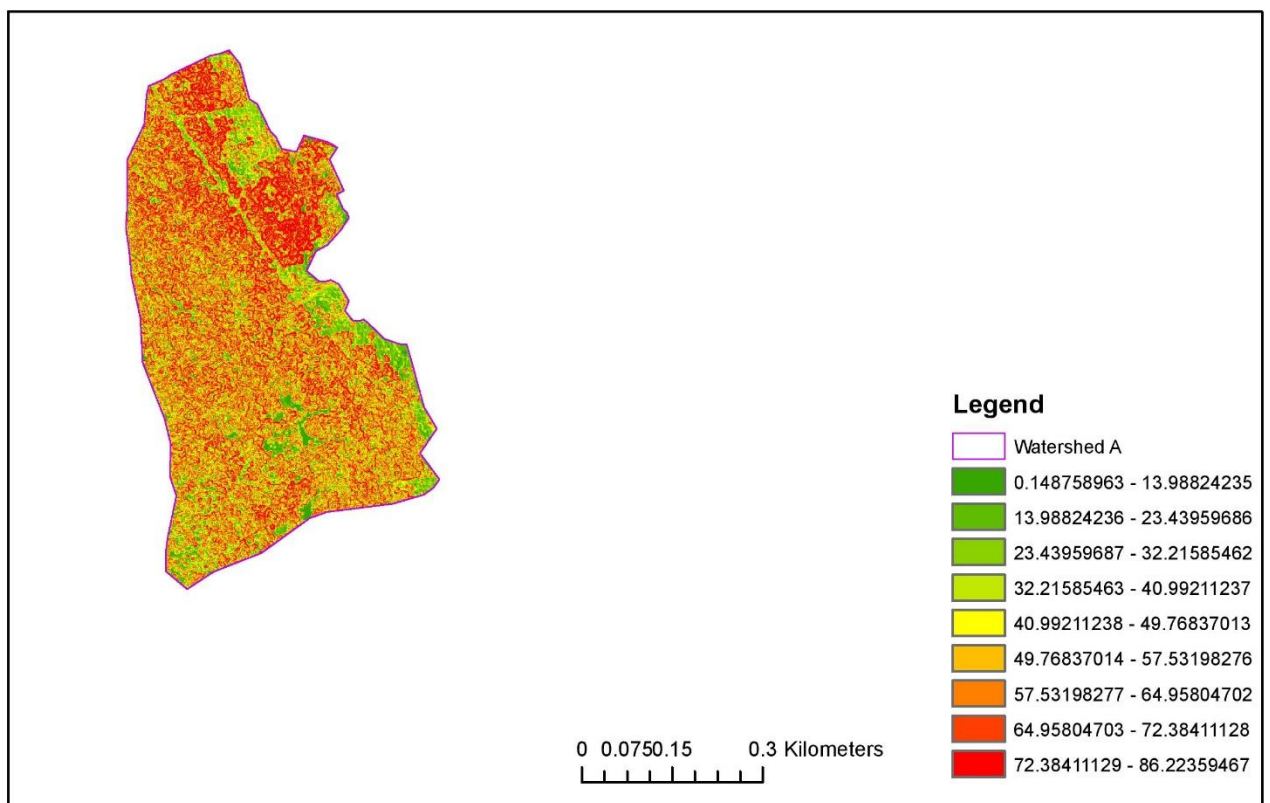 Legend
Watershed A
0.148758963 - 13.98824235
13.98824236 - 23.43959686
23.43959687 - 32.21585462
32.21585463 - 40.99211237
40.99211238 - 49.76837013
49.76837014 - 57.53198276
57.53198277 - 64.95804702
64.95804703 - 72.38411128
72.38411129 - 86.22359467
0 0.0750.15 0.3 Kilometers